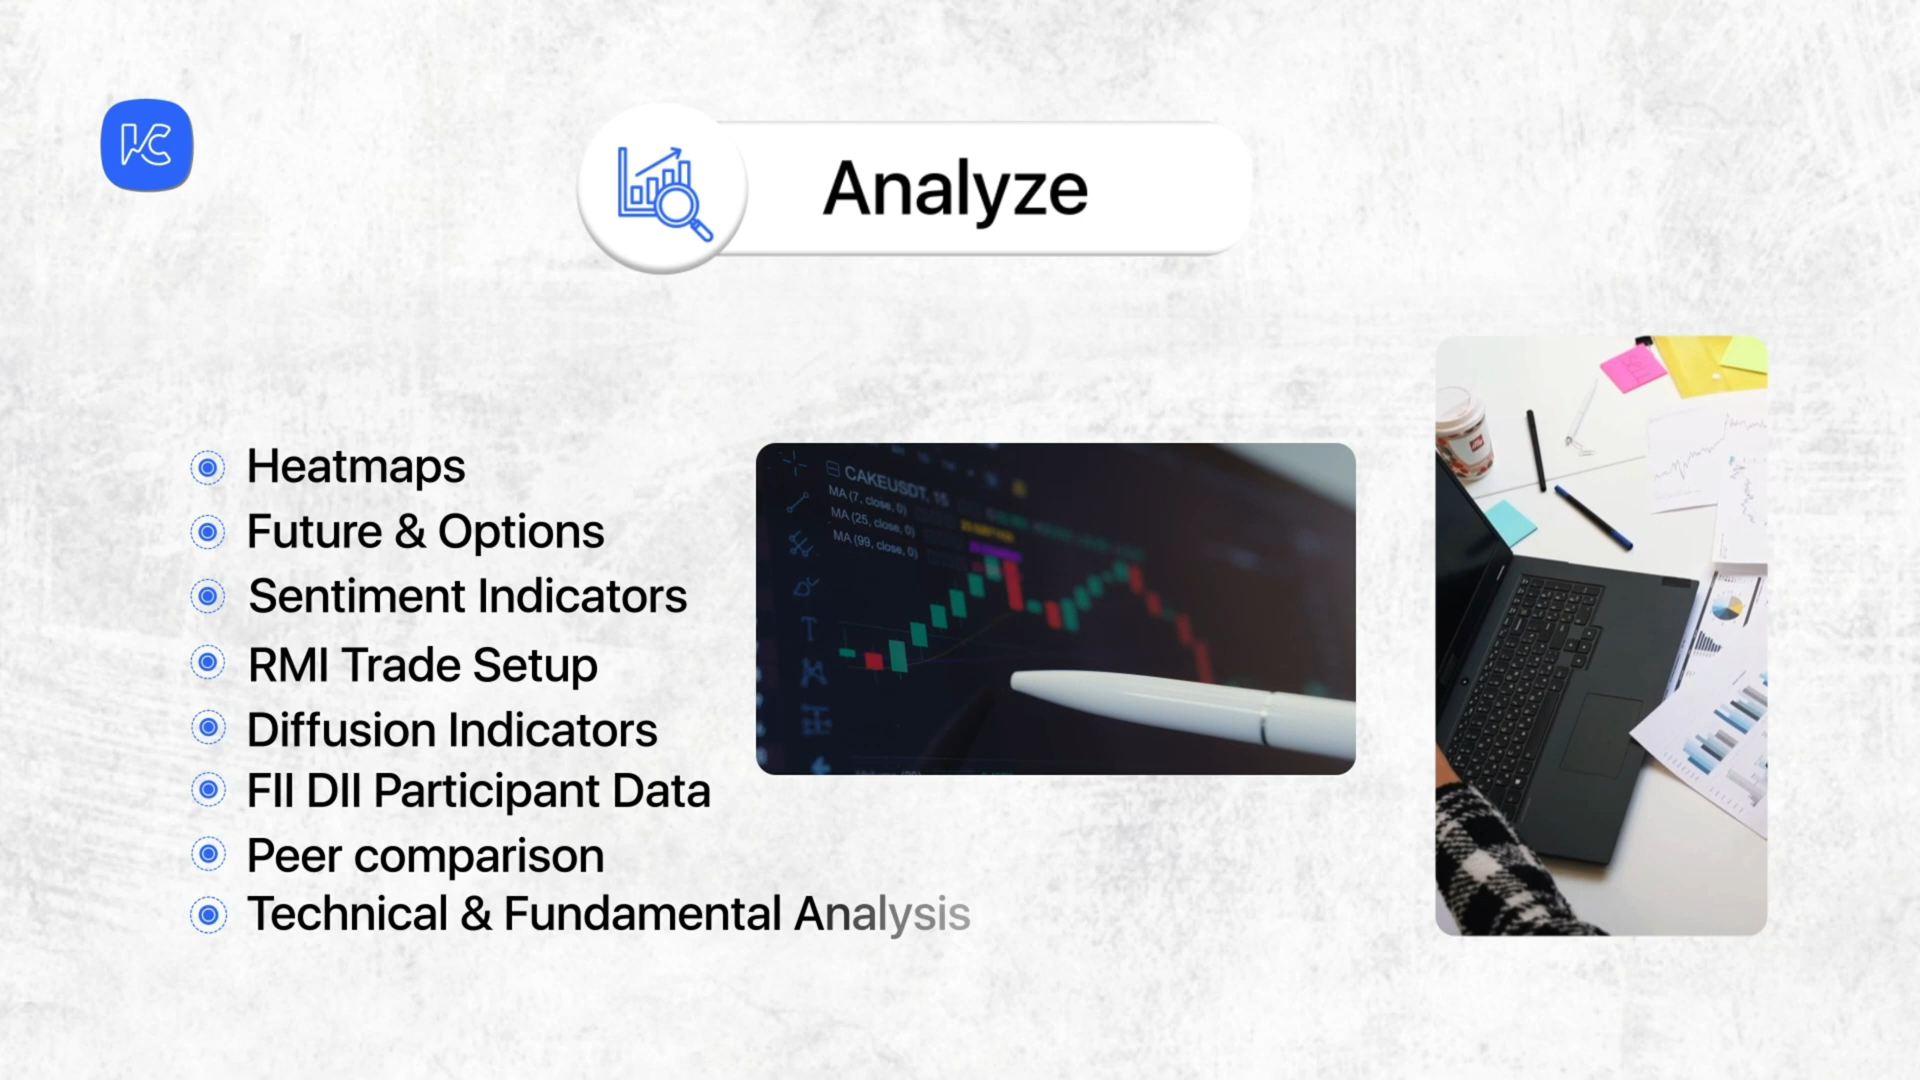 Analyze
Heatmaps
Future & Options
Sentiment Indicators
RMI Trade Setup
Diffusion Indicators
FII DII Participant Data
Peer comparison
Technical & Fundamental Analysis
CAKEUSDT, 15
MA (7, close, 0)
MA (25, close, 0)
MA (99, close, 0)